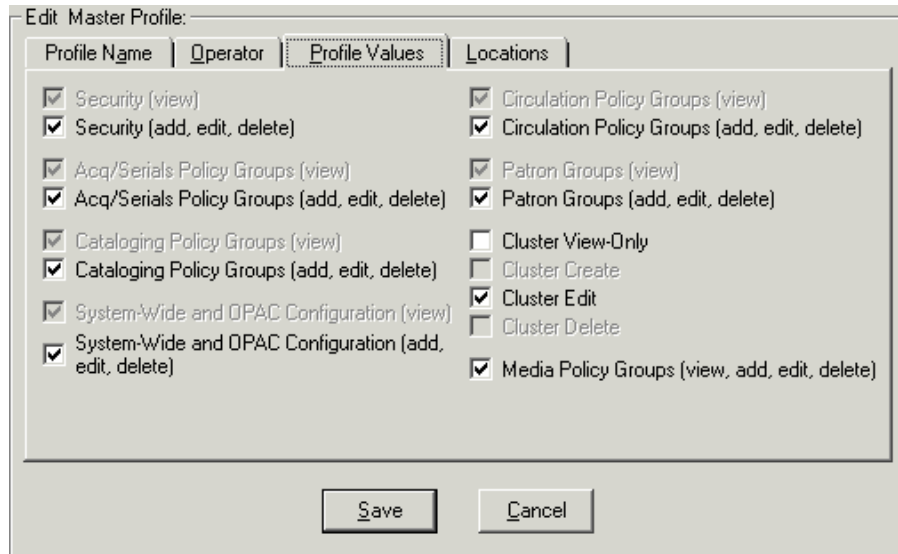 Edit Master Profile:
Profile Name
Operator
Profile Values
Locations
Security (view)
Security (add, edit, delete)
Acq/Serials Policy Groups (view)
Acq/Serials Policy Groups (add, edit, delete)
Cataloging Policy Groups (view)
Cataloging Policy Groups (add, edit, delete)
System-Wide and OPAC Configuration (view)
System-Wide and OPAC Configuration (add,
edit, delete)
Circulation Policy Groups (view)
Circulation Policy Groups (add, edit, delete)
Patron Groups (view)
Patron Groups (add, edit, delete)
Cluster View-Only
Cluster Create
Cluster Edit
Cluster Delete
Media Policy Groups (view, add, edit, delete)
Save
Cancel